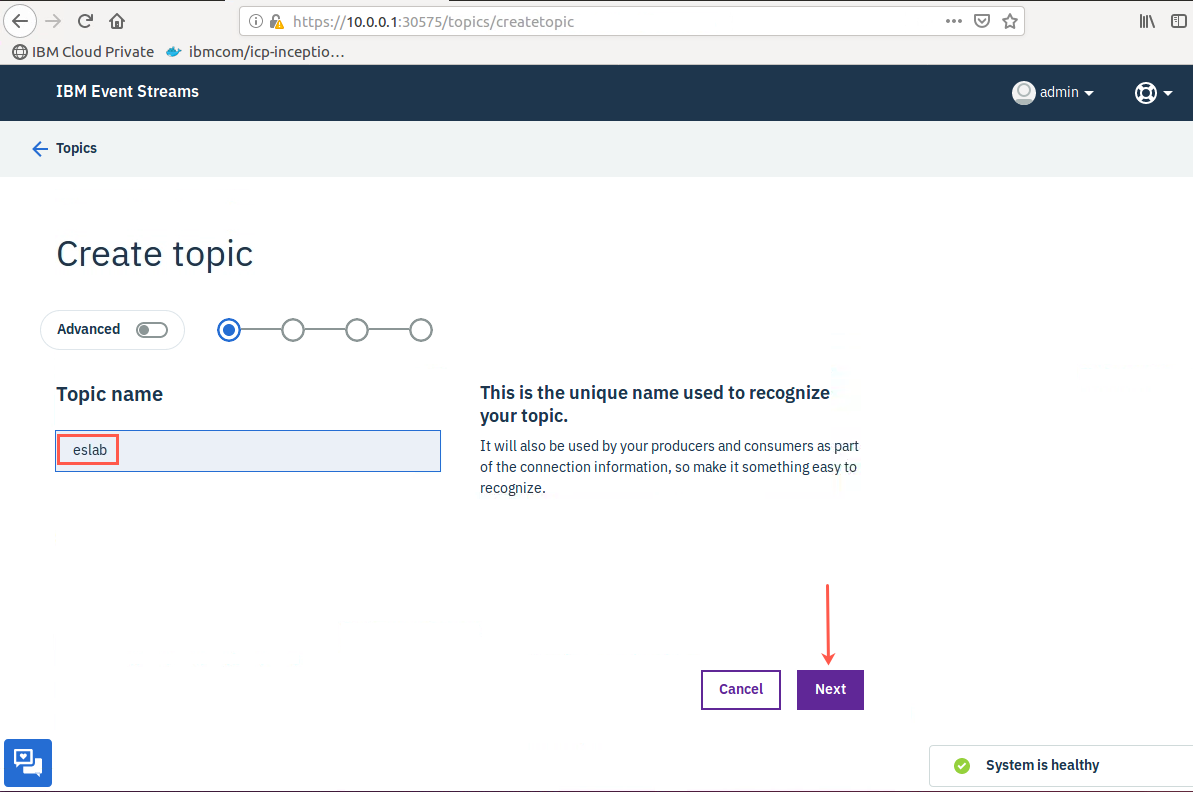 https://10.0.0.1:30575/topics/createtopic
IBM Cloud Private ibmcom/icp-inceptio…
IBM Event Streams
admin
Topics
Create topic
Advanced
Topic name
eslab
This is the unique name used to recognize
your topic.
It will also be used by your producers and consumers as part
of the connection information, so make it something easy to
recognize.
Cancel
Next
System is healthy